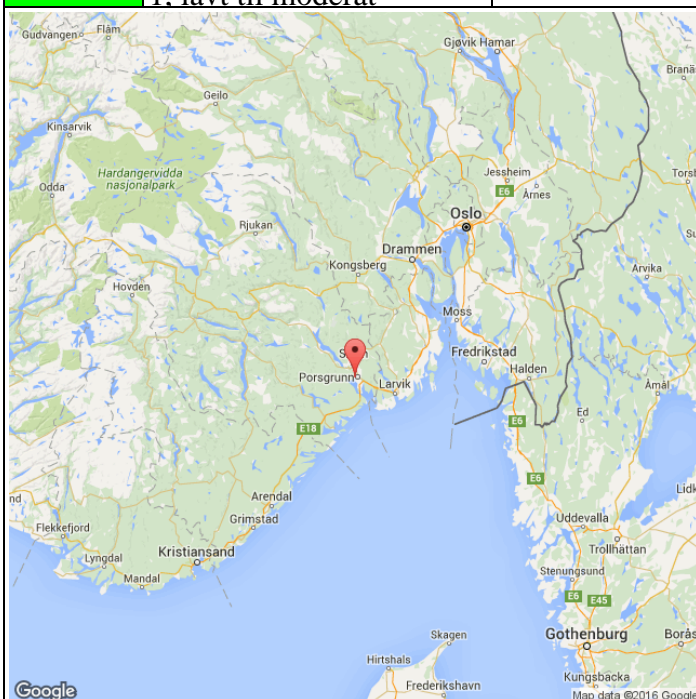 1, lavt til moderat
Gudvangen
Flåm
Gjøvik
Hamar
Geilo
Kinsarvik
Hardangervidda
nasjonalpark
Jessheim
E6
Årnes
Odda
Oslo
Rjukan
Drammen
Kongsberg
Arvika
Hovden
Moss
Fredrikstad
Porsgrunn
Larvik
Halden
Åmål
Ed
E18
E6
E6
Arendal
Grimstad
Uddevalla
Flekkefjord
Kristiansand
Trollhättan
Lyngdal
Mandal
Stenungsund
E6
E45
Skagen
Gothenburg
Hirtshals
Frederikshavn
Kungsbacka
Google
Map data ©2016 Google